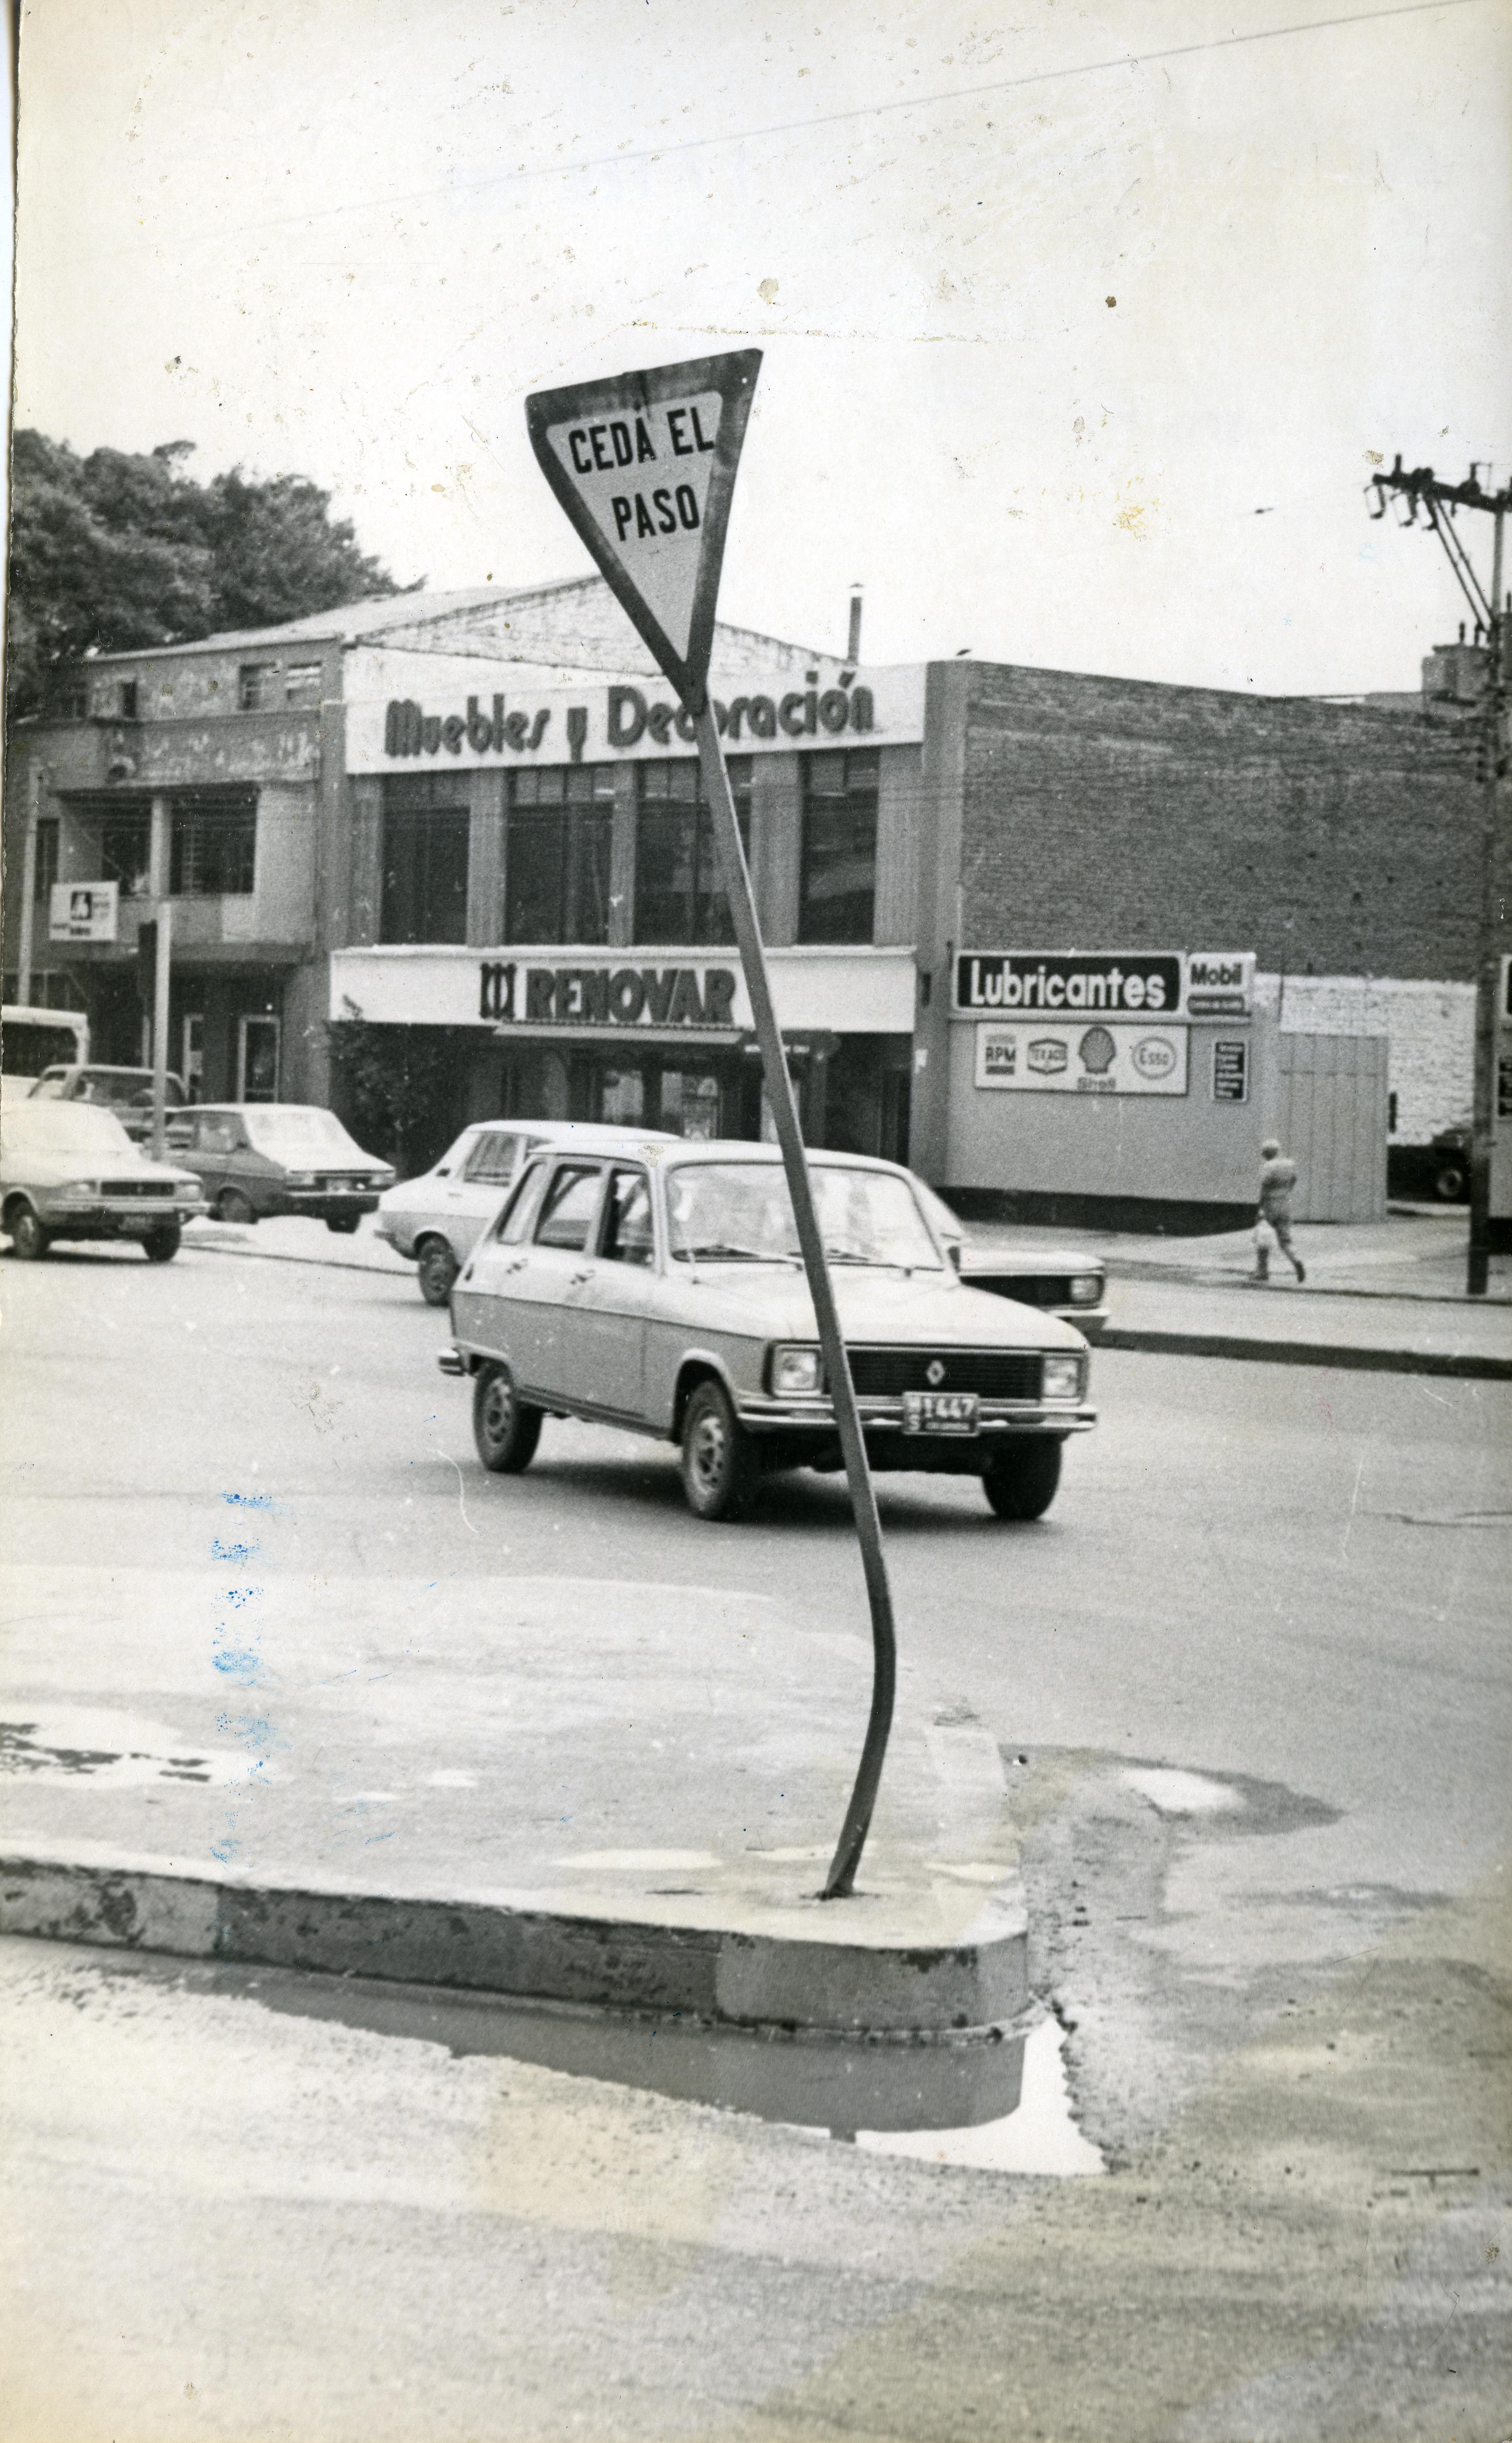 CEDA EL
PASO
Muebles y Decoración
RENOVAR
Lubricantes
Mobil
RPM
TEXACO
Shell
Esso
1447